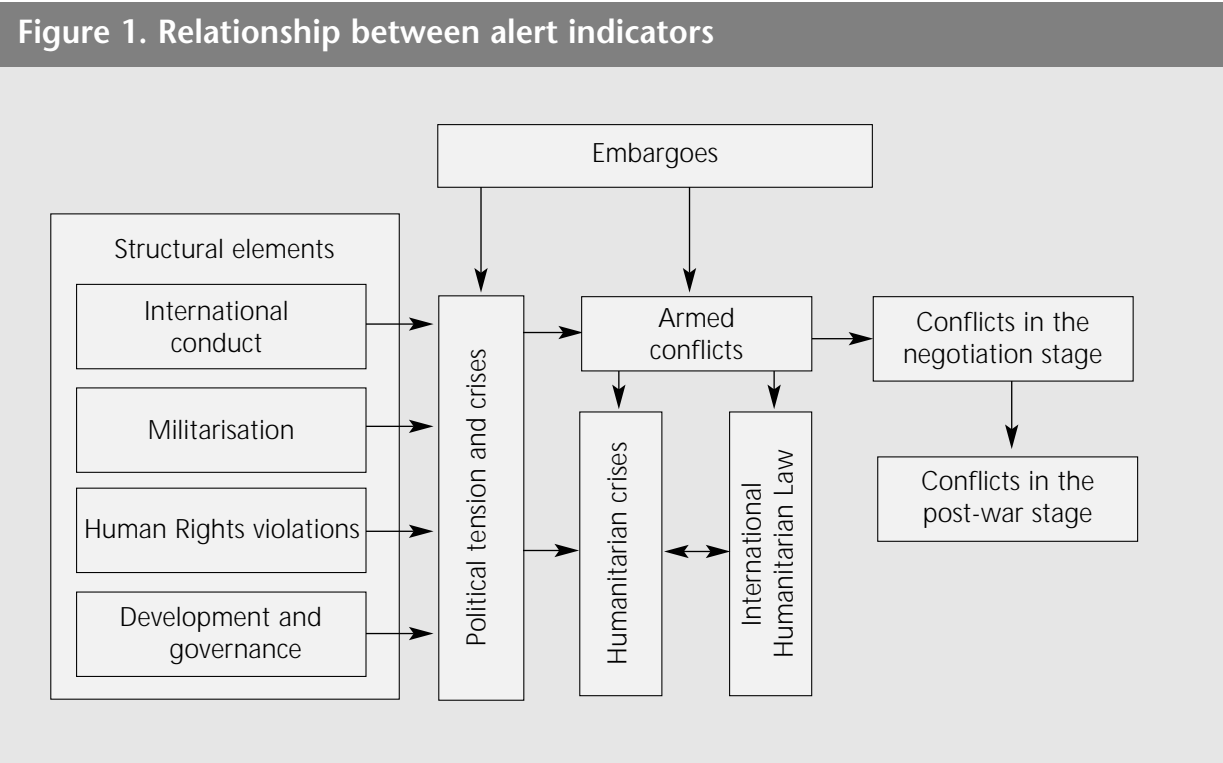 Figure 1. Relationship between alert indicators
Embargoes
Structural elements
International
conduct
Militarisation
Human Rights violations
Development and
governance
Political tension and crises
Armed
conflicts
Humanitarian crises
International
Humanitarian Law
Conflicts in the
negotiation stage
Conflicts in the
post-war stage